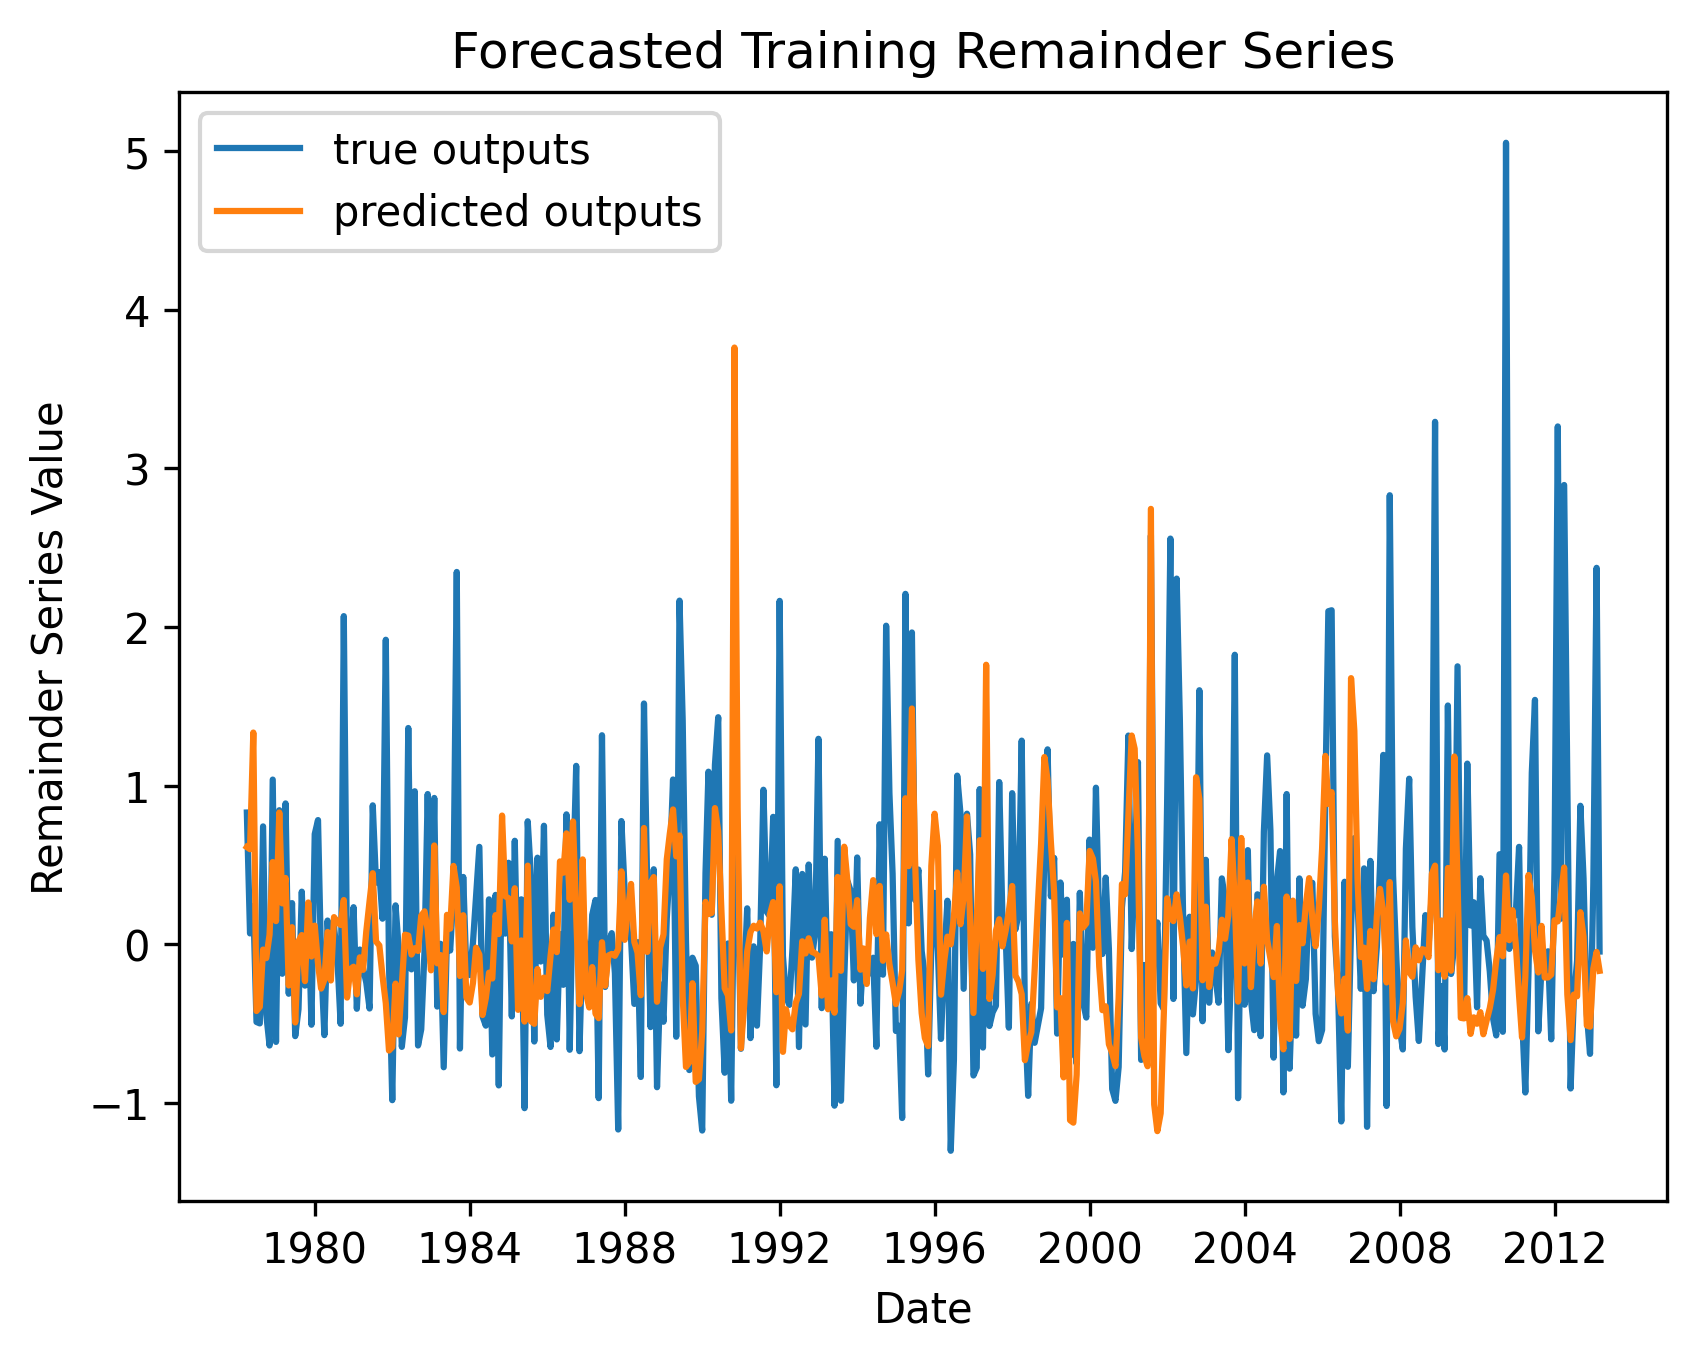 Forecasted Training Remainder Series
true outputs
predicted outputs
5
4
3
2
1
0
−1
Remainder Series Value
1980 1984 1988 1992 1996 2000 2004 2008 2012
Date